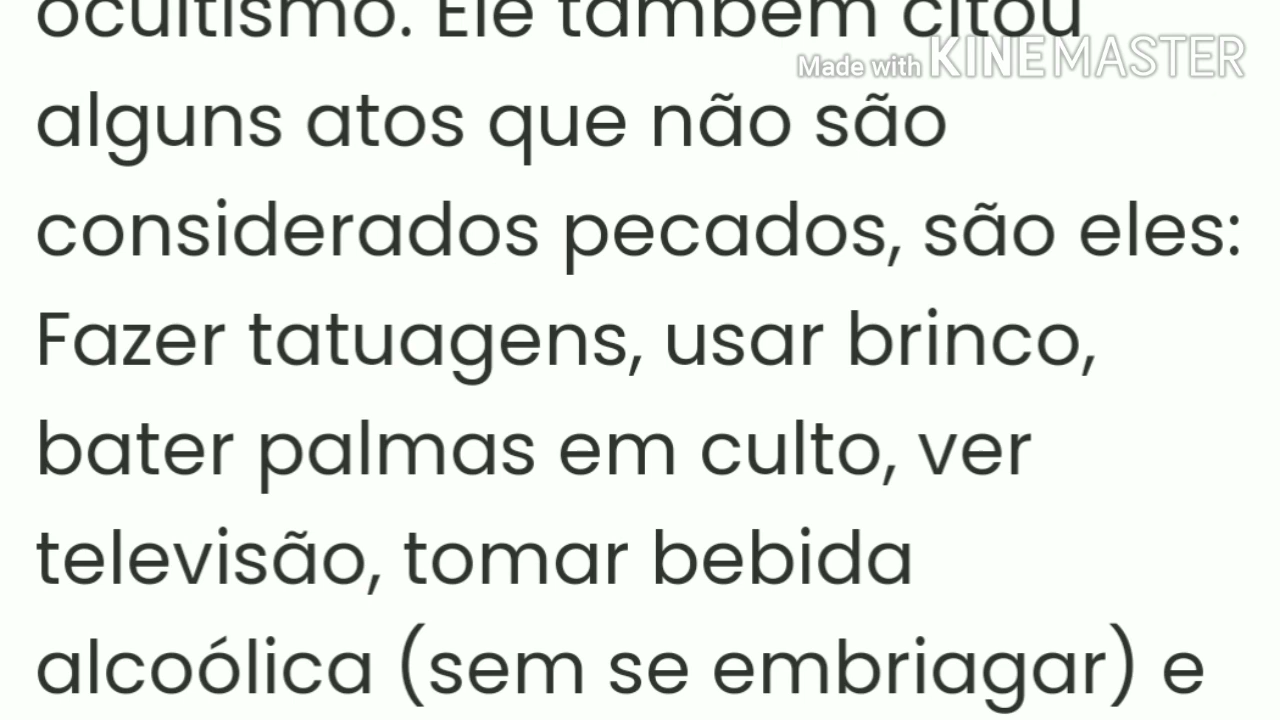 ocultismo. Ele também citou
Made with KINEMASTER
alguns atos que não são
considerados pecados, são eles:
Fazer tatuagens, usar brinco,
bater palmas em culto, ver
televisão, tomar bebida
alcoólica (sem se embriagar) e